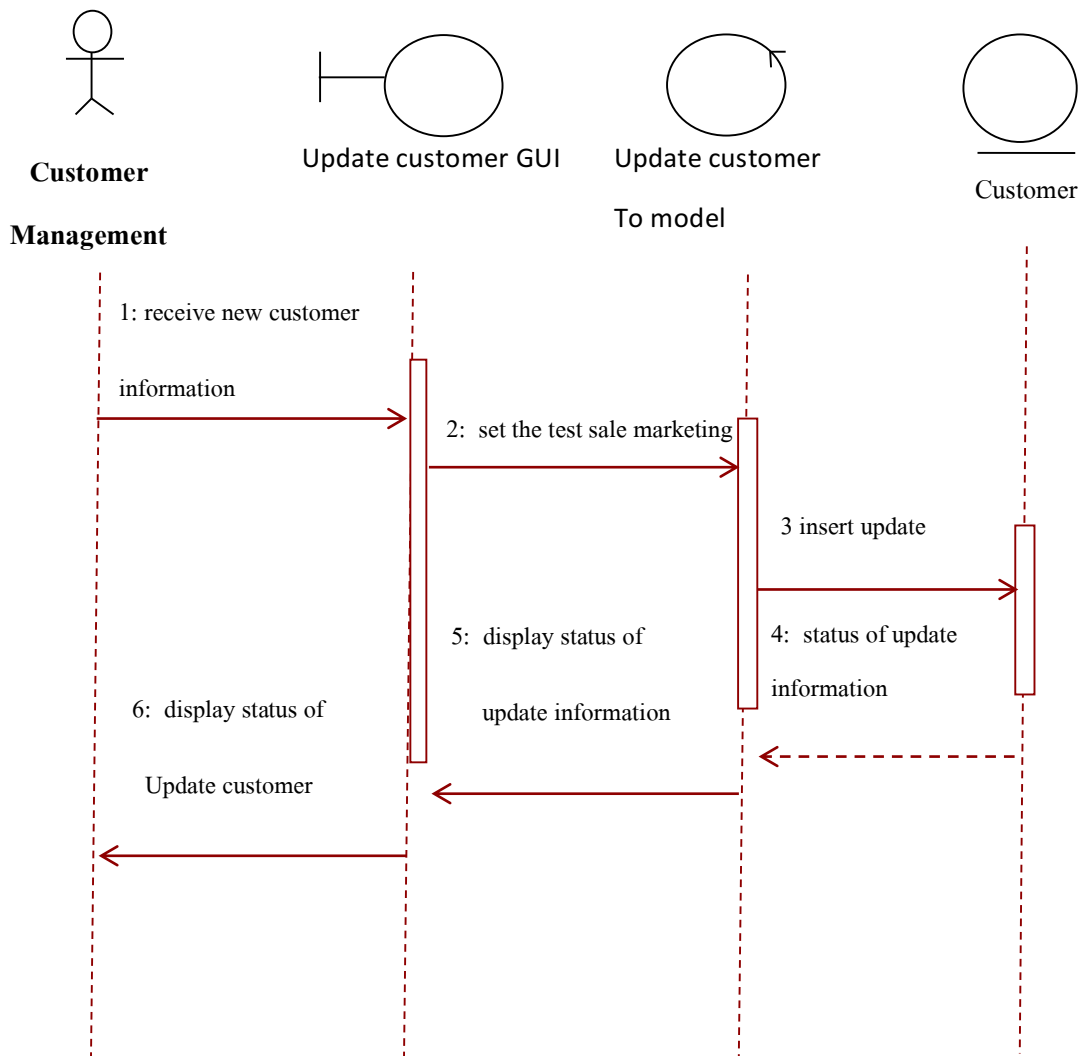 Customer
Management
Update customer GUI
Update customer
To model
Customer
1: receive new customer
information
2:  set the test sale marketing
3 insert update
4:  status of update
information
5:  display status of
update information
6:  display status of
Update customer